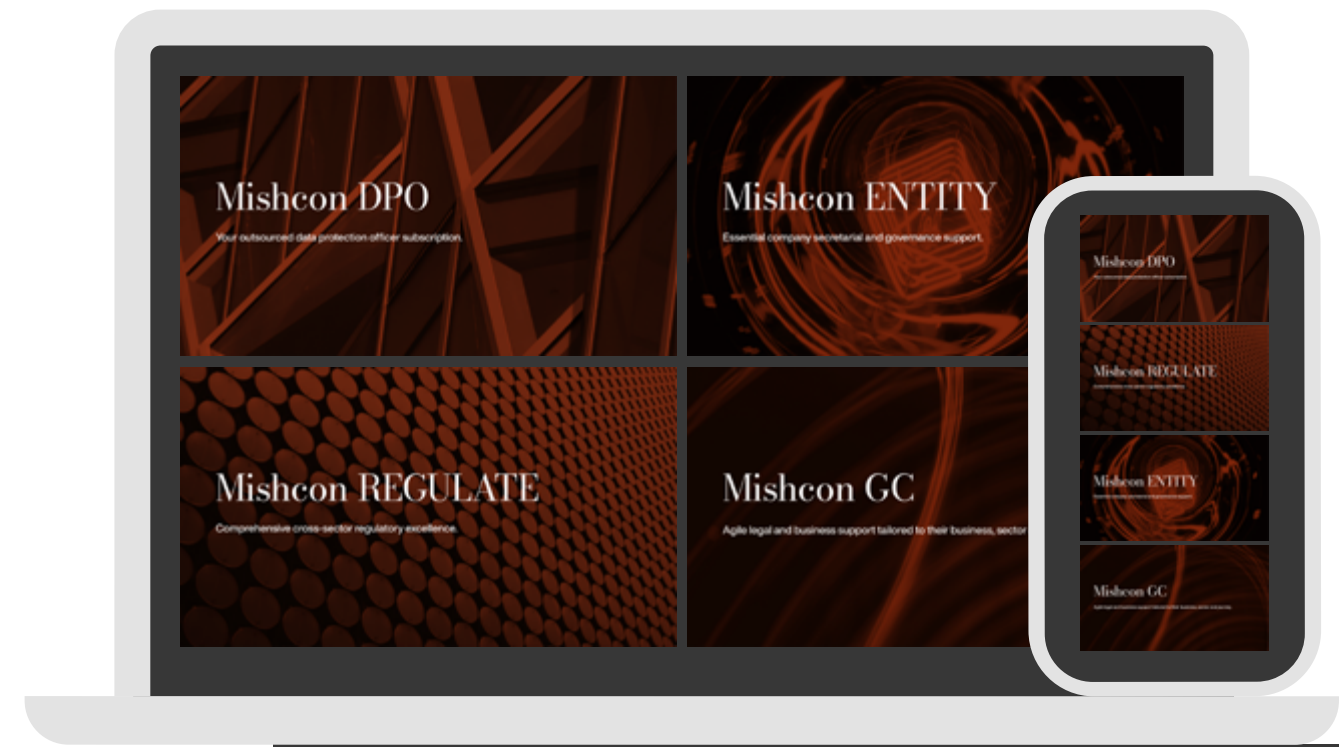 Mishcon DPO
Your outsourced data protection officer subscription.
Mishcon ENTITY
Essential company secretarial and governance support.
Mishcon REGULATE
Comprehensive cross-sector regulatory excellence.
Mishcon GC
Agile legal and business support tailored to their business, sector
Mishcon DPO
Mishcon REGULATE
Mishcon ENTITY
Mishcon GC